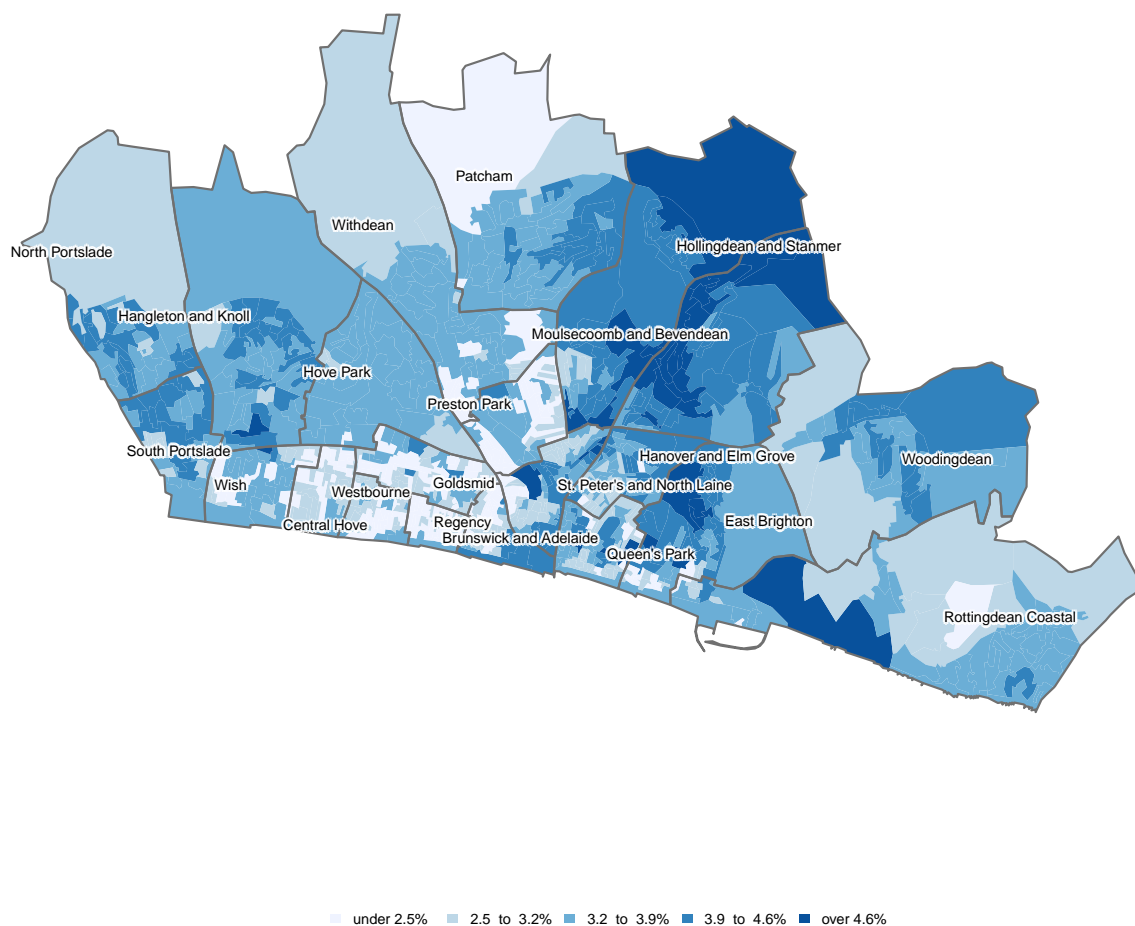 Patcham
Withdean
Hollingdean and Stanmer
North Portslade
Hangleton and Knoll
Moulsecoomb and Bevendean
Hove Park
Preston Park
South Portslade
Hanover and Elm Grove
Woodingdean
Wish
Westbourne
Goldsmid
St. Peter's and North Laine
Central Hove
Regency
East Brighton
Brunswick and Adelaide
Queen's Park
Rottingdean Coastal
under 2.5% 2.5 to 3.2% 3.2 to 3.9% 3.9 to 4.6% over 4.6%